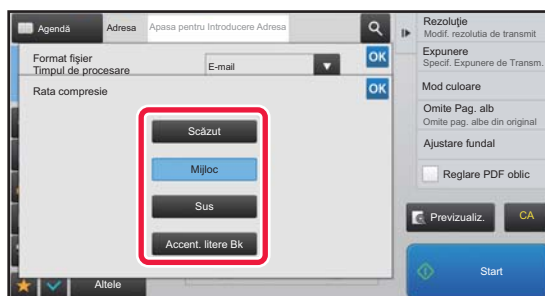 Agendă
Adresa
Apasa pentru Introducere Adresa
Format fişier
Timpul de procesare
E-mail
OK
Rata compresie
OK
Scăzut
Mijloc
Sus
Accent. litere Bk
Altele
Rezoluţie
Modif. rezolutia de transmit
Expunere
Specif. Expunere de Transm.
Mod culoare
Omite Pag. alb
Omite pag. albe din original
Ajustare fundal
Reglare PDF oblic
Previzualiz.
CA
Start